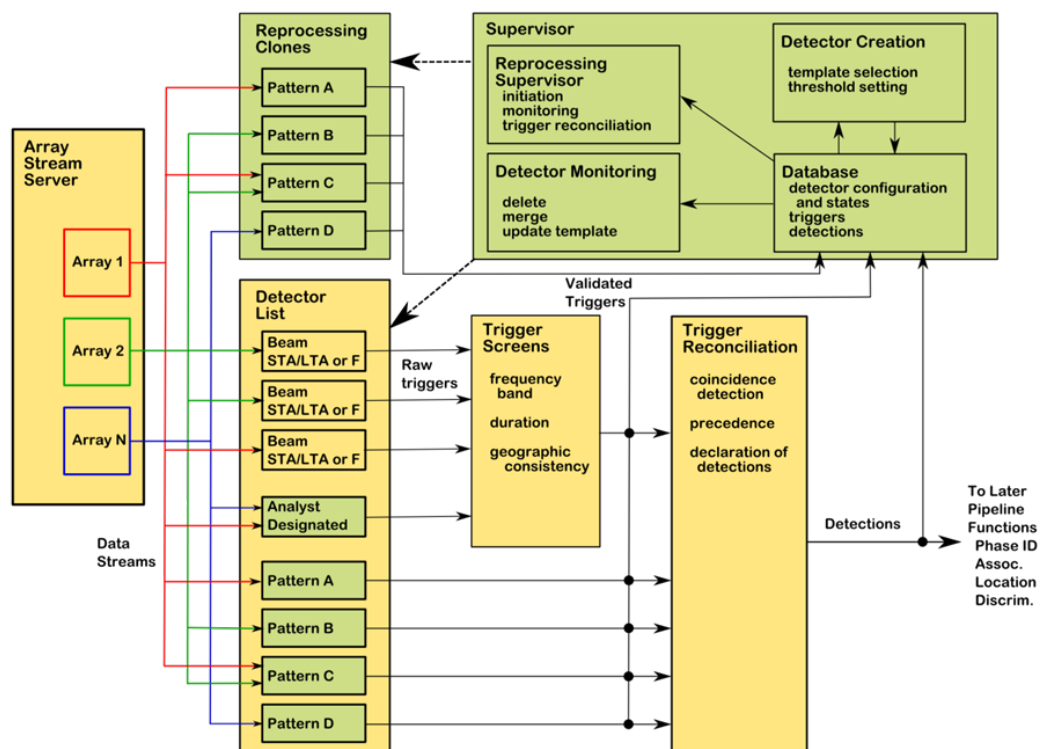 Array
Stream
Server
Array 1
Array 2
Array N
Data
Streams
Reprocessing
Clones
Pattern A
Pattern B
Pattern C
Pattern D
Supervisor
Reprocessing
Supervisor
initiation
monitoring
trigger reconciliation
Detector Monitoring
delete
merge
update template
Detector Creation
template selection
threshold setting
Database
detector configuration
and states
triggers
detections
Validated
Triggers
Detector
List
Beam
STA/LTA or F
Beam
STA/LTA or F
Beam
STA/LTA or F
Analyst
Designated
Pattern A
Pattern B
Pattern C
Pattern D
Raw
triggers
Trigger
Screens
frequency
band
duration
geographic
consistency
Trigger
Reconciliation
coincidence
detection
precedence
declaration of
detections
Detections
To Later
Pipeline
Functions
Phase ID
Assoc.
Location
Discrim.